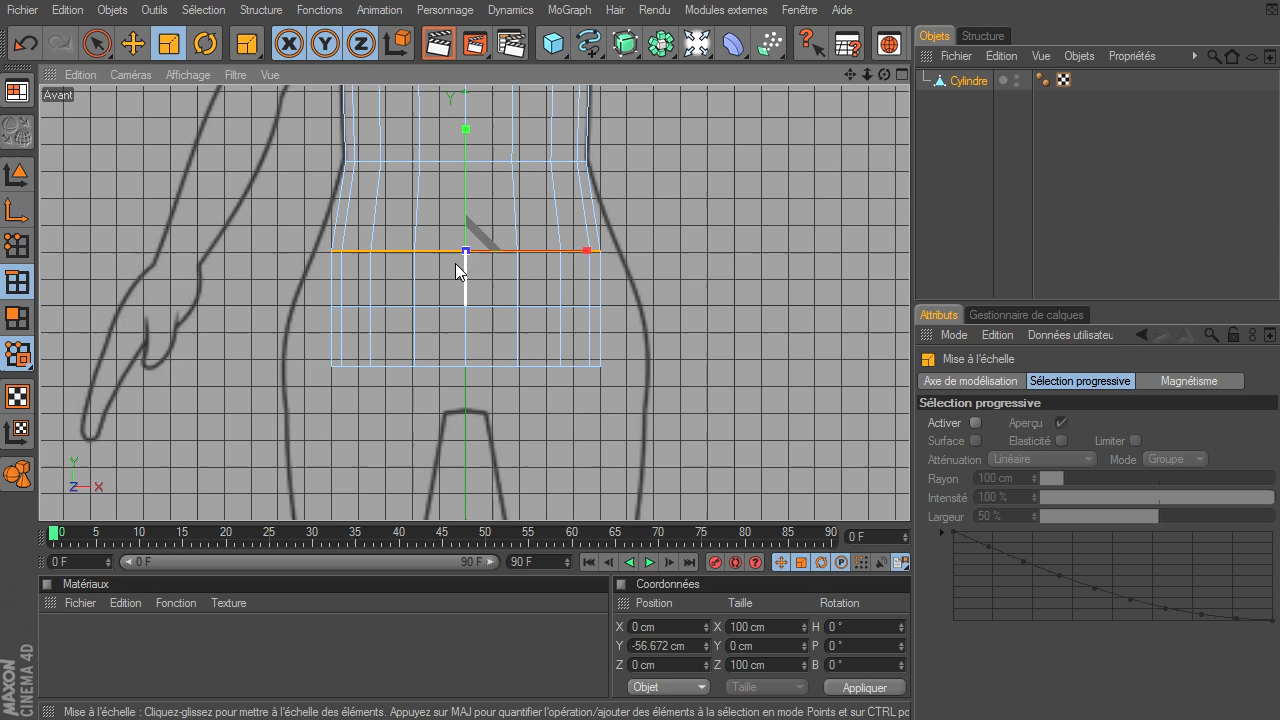 Fichier Edition Objets Outils Sélection Structure Fonctions Animation Personnage Dynamics MoGraph Hair Rendu Modules externes Fenêtre Aide
X Y Z
Objets Structure
Edition Caméras Affichage Filtre Vue
Fichier Edition Vue Objets Propriétés
Avant
Y
Cylindre
Attributs Gestionnaire de calques
Mode Edition Données utilisateu
Mise à l'échelle
Axe de modélisation Sélection progressive Magnétisme
Sélection progressive
Activer Aperçu
Surface Elasticité Limiter
Atténuation Linéaire Mode Groupe
Rayon 100 cm
Intensité 100 %
Largeur 50 %
Y
Z X
0 5 10 15 20 25 30 35 40 45 50 55 60 65 70 75 80 85 90 0 F
0 F 0 F 90 F 90 F
P
Matériaux
Fichier Edition Fonction Texture
Coordonnées
Position Taille Rotation
X 0 cm X 100 cm H 0 °
Y -56.672 cm Y 0 cm P 0 °
Z 0 cm Z 100 cm B 0 °
Objet Taille Appliquer
MAXON
CINEMA 4D
Mise à l'échelle : Cliquez-glissez pour mettre à l'échelle des éléments. Appuyez sur MAJ pour quantifier l'opération/ajouter des éléments à la sélection en mode Points et sur CTRL po